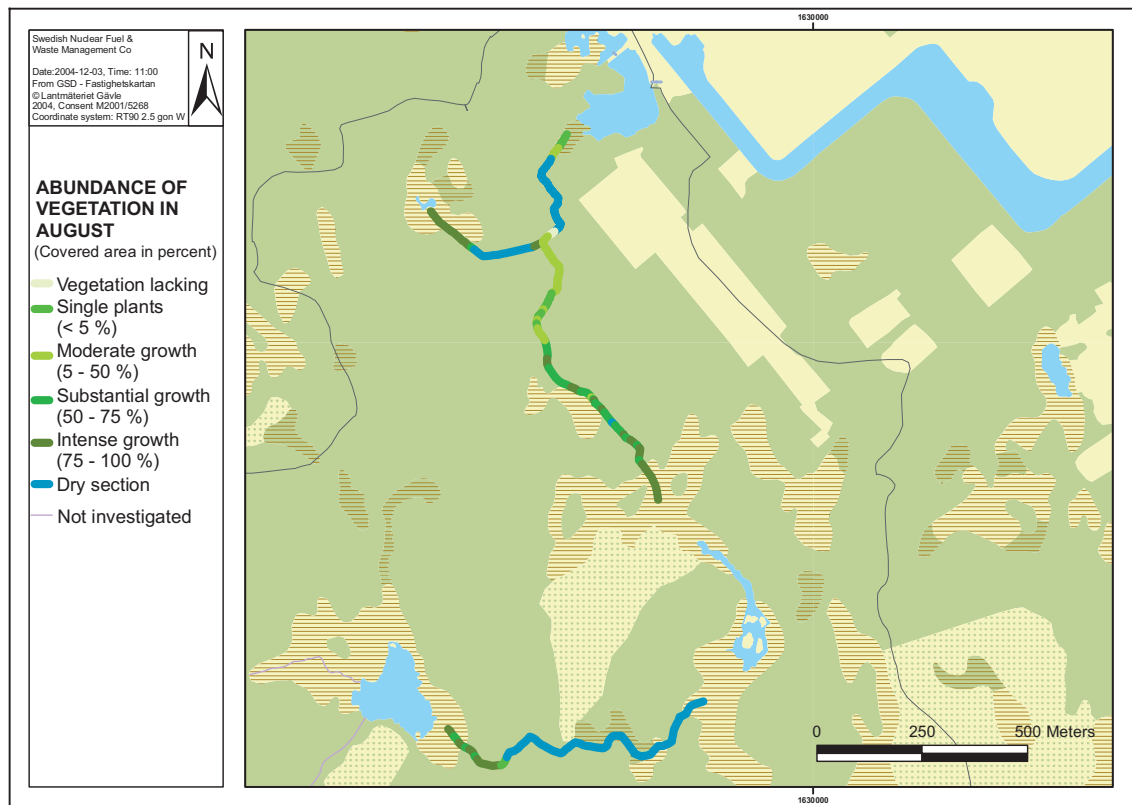 Swedish Nuclear Fuel &
Waste Management Co
Date:2004-12-03, Time: 11:00
From GSD - Fastighetskartan
© Lantmäteriet Gävle
2004, Consent M2001/5268
Coordinate system: RT90 2.5 gon W
N
ABUNDANCE OF
VEGETATION IN
AUGUST
(Covered area in percent)
Vegetation lacking
Single plants
(< 5 %)
Moderate growth
(5 - 50 %)
Substantial growth
(50 - 75 %)
Intense growth
(75 - 100 %)
Dry section
Not investigated
1630000
0 250 500 Meters
1630000